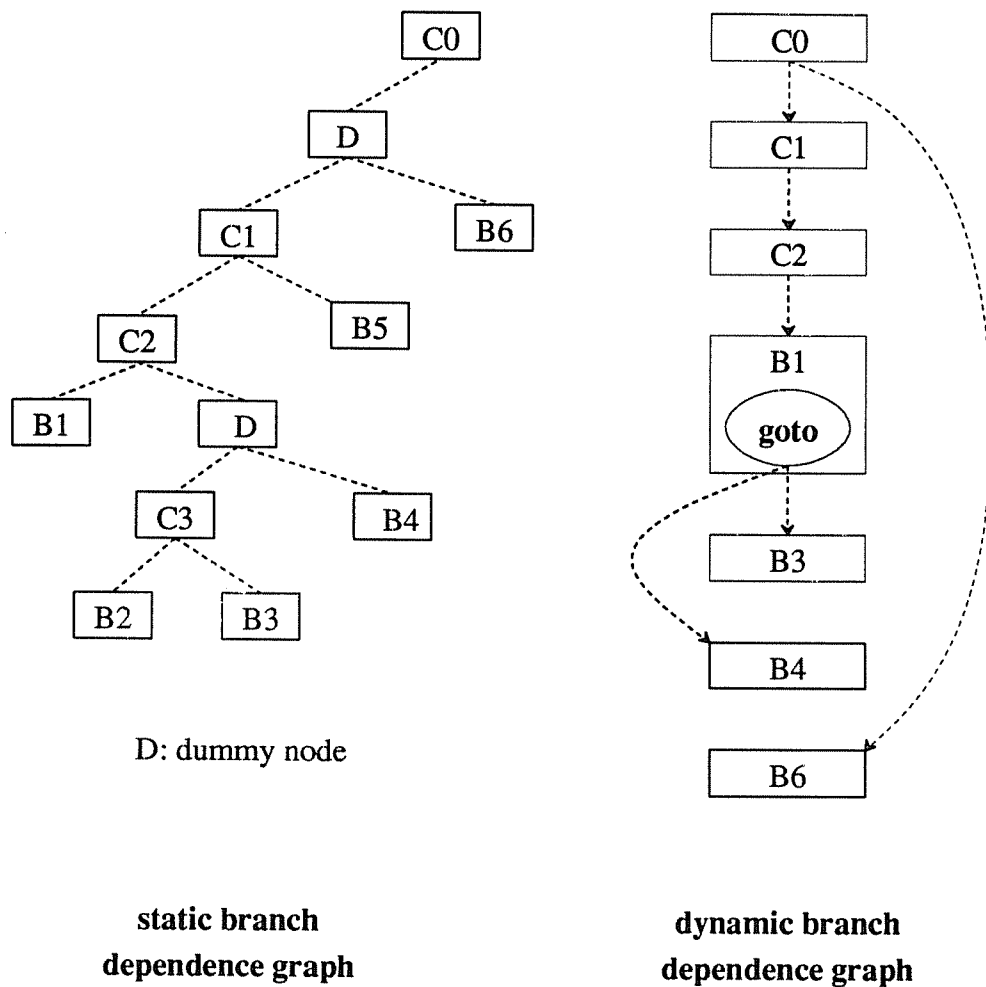 C0
D
C1
B6
C2
B5
B1
D
C3
B4
B2
B3
D: dummy node
static branch
dependence graph
C0
C1
C2
B1
goto
B3
B4
B6
dynamic branch
dependence graph